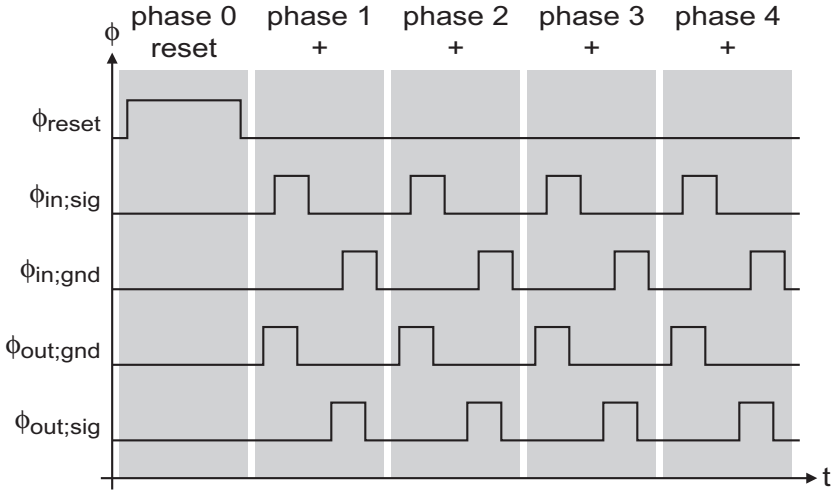 phase 0 phase 1 phase 2 phase 3 phase 4
ϕ reset + + + +
ϕreset
ϕin;sig
ϕin;gnd
ϕout;gnd
ϕout;sig
t